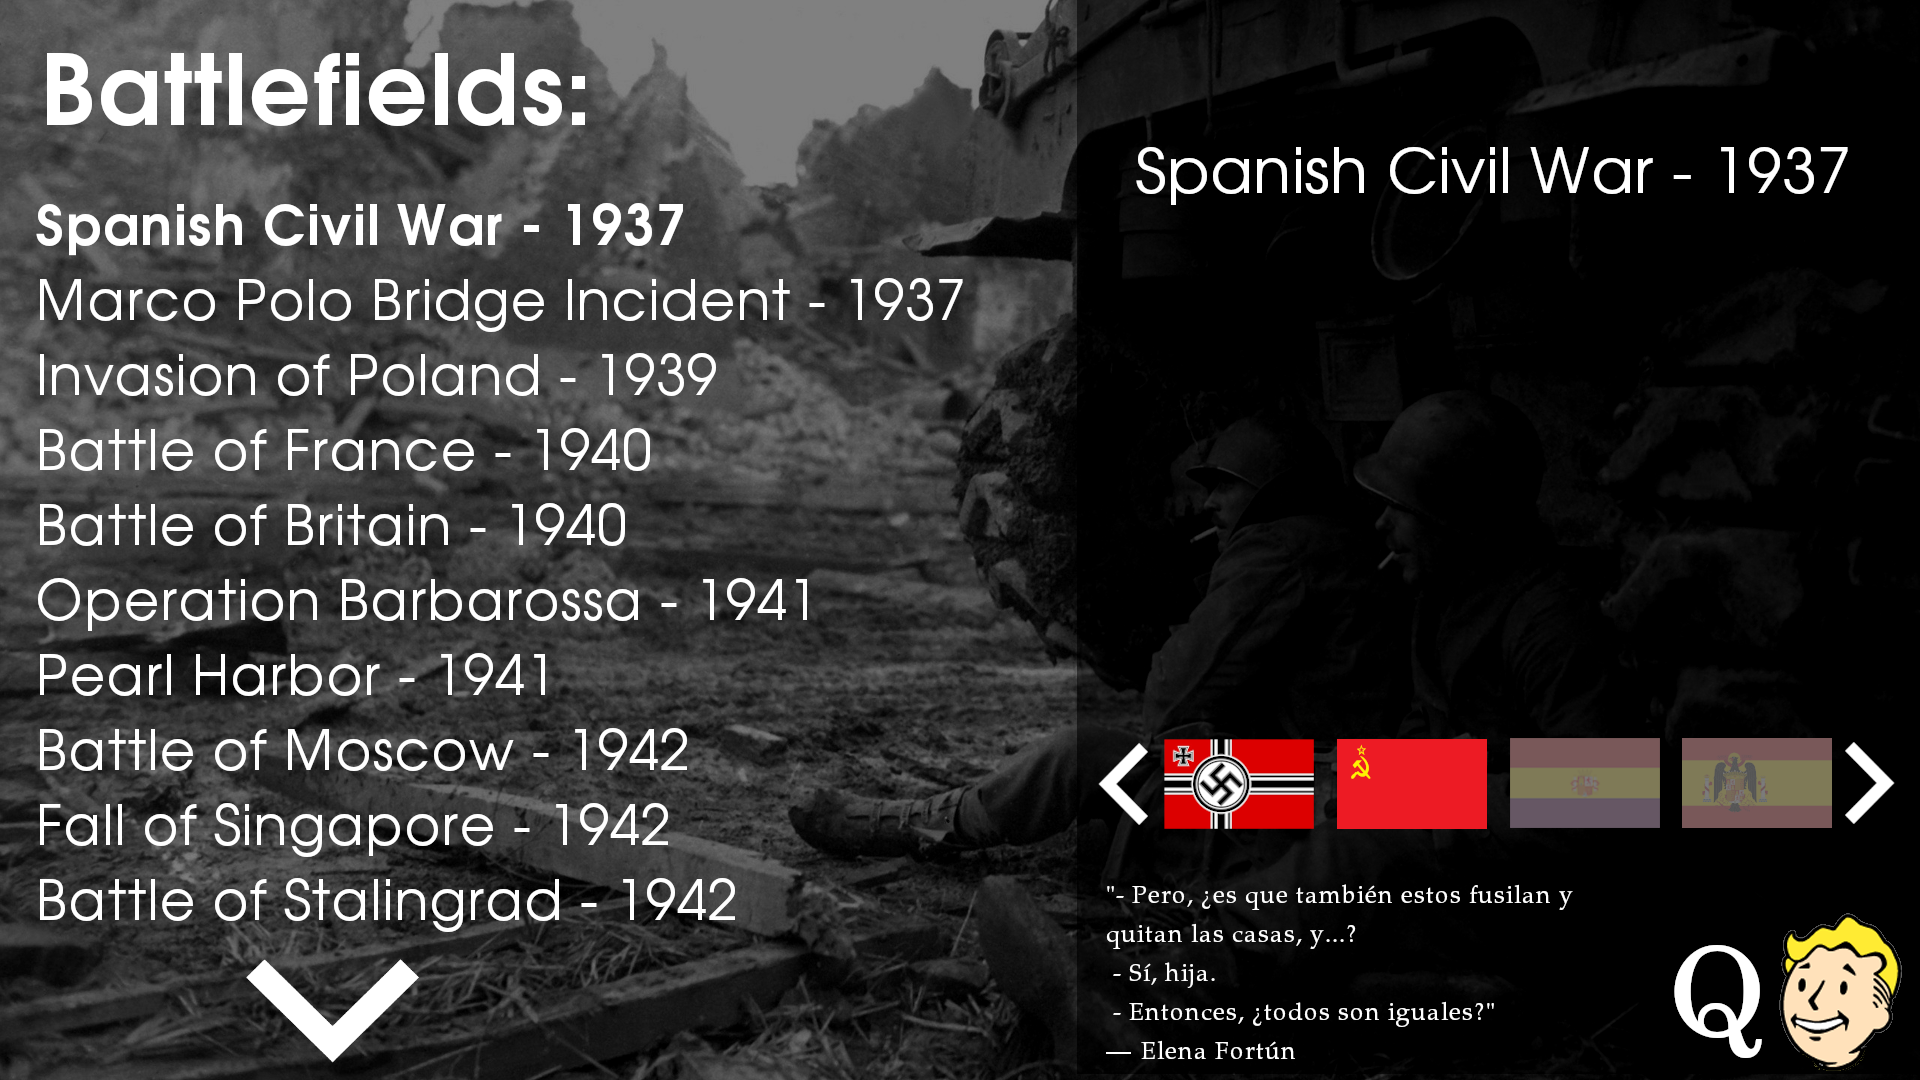 Battlefields:
Spanish Civil War - 1937
Marco Polo Bridge Incident - 1937
Invasion of Poland - 1939
Battle of France - 1940
Battle of Britain - 1940
Operation Barbarossa - 1941
Pearl Harbor - 1941
Battle of Moscow - 1942
Fall of Singapore - 1942
Battle of Stalingrad - 1942
Spanish Civil War - 1937
"- Pero, ¿es que también estos fusilan y
quitan las casas, y...?
- Sí, hija.
- Entonces, ¿todos son iguales?"
— Elena Fortún
Q